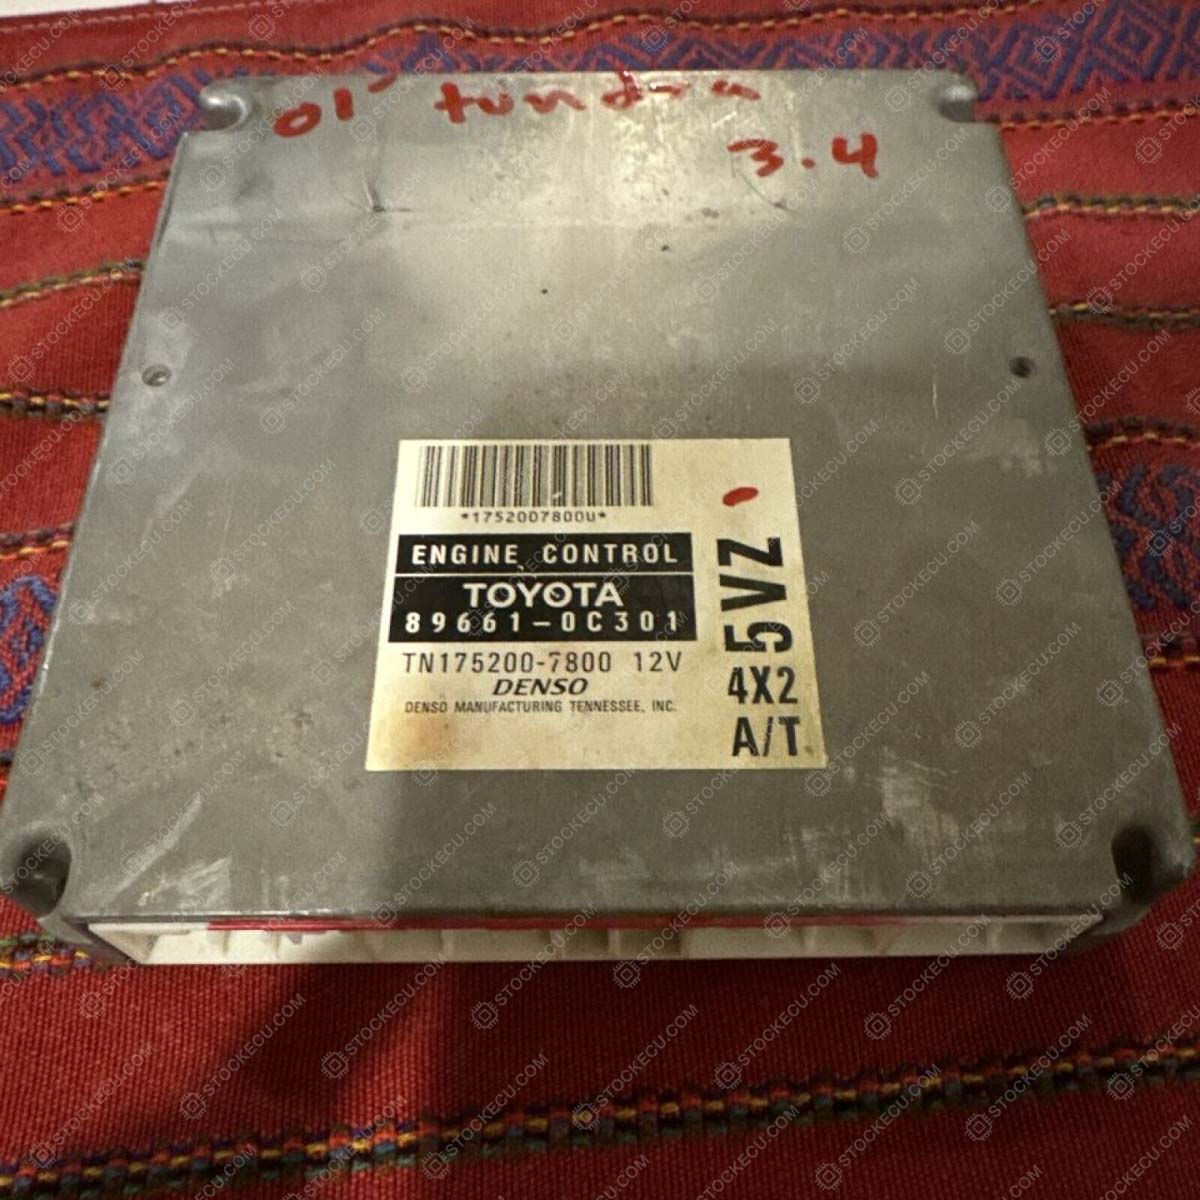 01' tundra
3.4
*1752007800U*
ENGINE CONTROL
TOYOTA
89661-0C301
TN175200-7800 12V
DENSO
DENSO MANUFACTURING TENNESSEE, INC.
5VZ
4X2
A/T
STOCKECU.COM